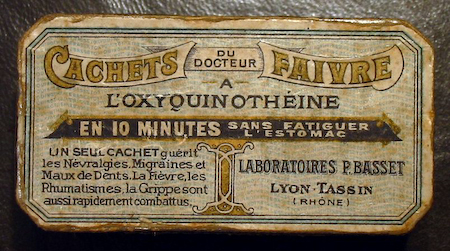 CACHETS DU DOCTEUR FAIVRE
A
L'OXYQUINOTHÉINE
EN 10 MINUTES SANS FATIGUER L'ESTOMAC
UN SEUL CACHET guérit
les Névralgies, Migraines et
Maux de Dents. La Fièvre, les
Rhumatismes, la Grippe sont
aussi rapidement combattus.
LABORATOIRES P. BASSET
LYON-TASSIN
(RHÔNE)